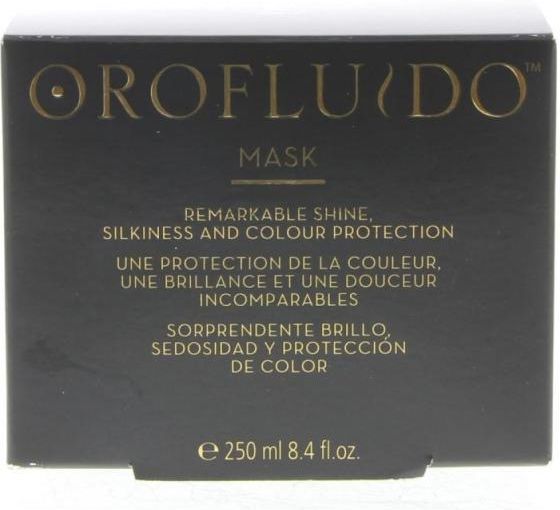 OROFLUIDO™
MASK
REMARKABLE SHINE,
SILKINESS AND COLOUR PROTECTION
UNE PROTECTION DE LA COULEUR,
UNE BRILLANCE ET UNE DOUCEUR
INCOMPARABLES
SORPRENDENTE BRILLO,
SEDOSIDAD Y PROTECCIÓN
DE COLOR
℮ 250 ml 8.4 fl.oz.